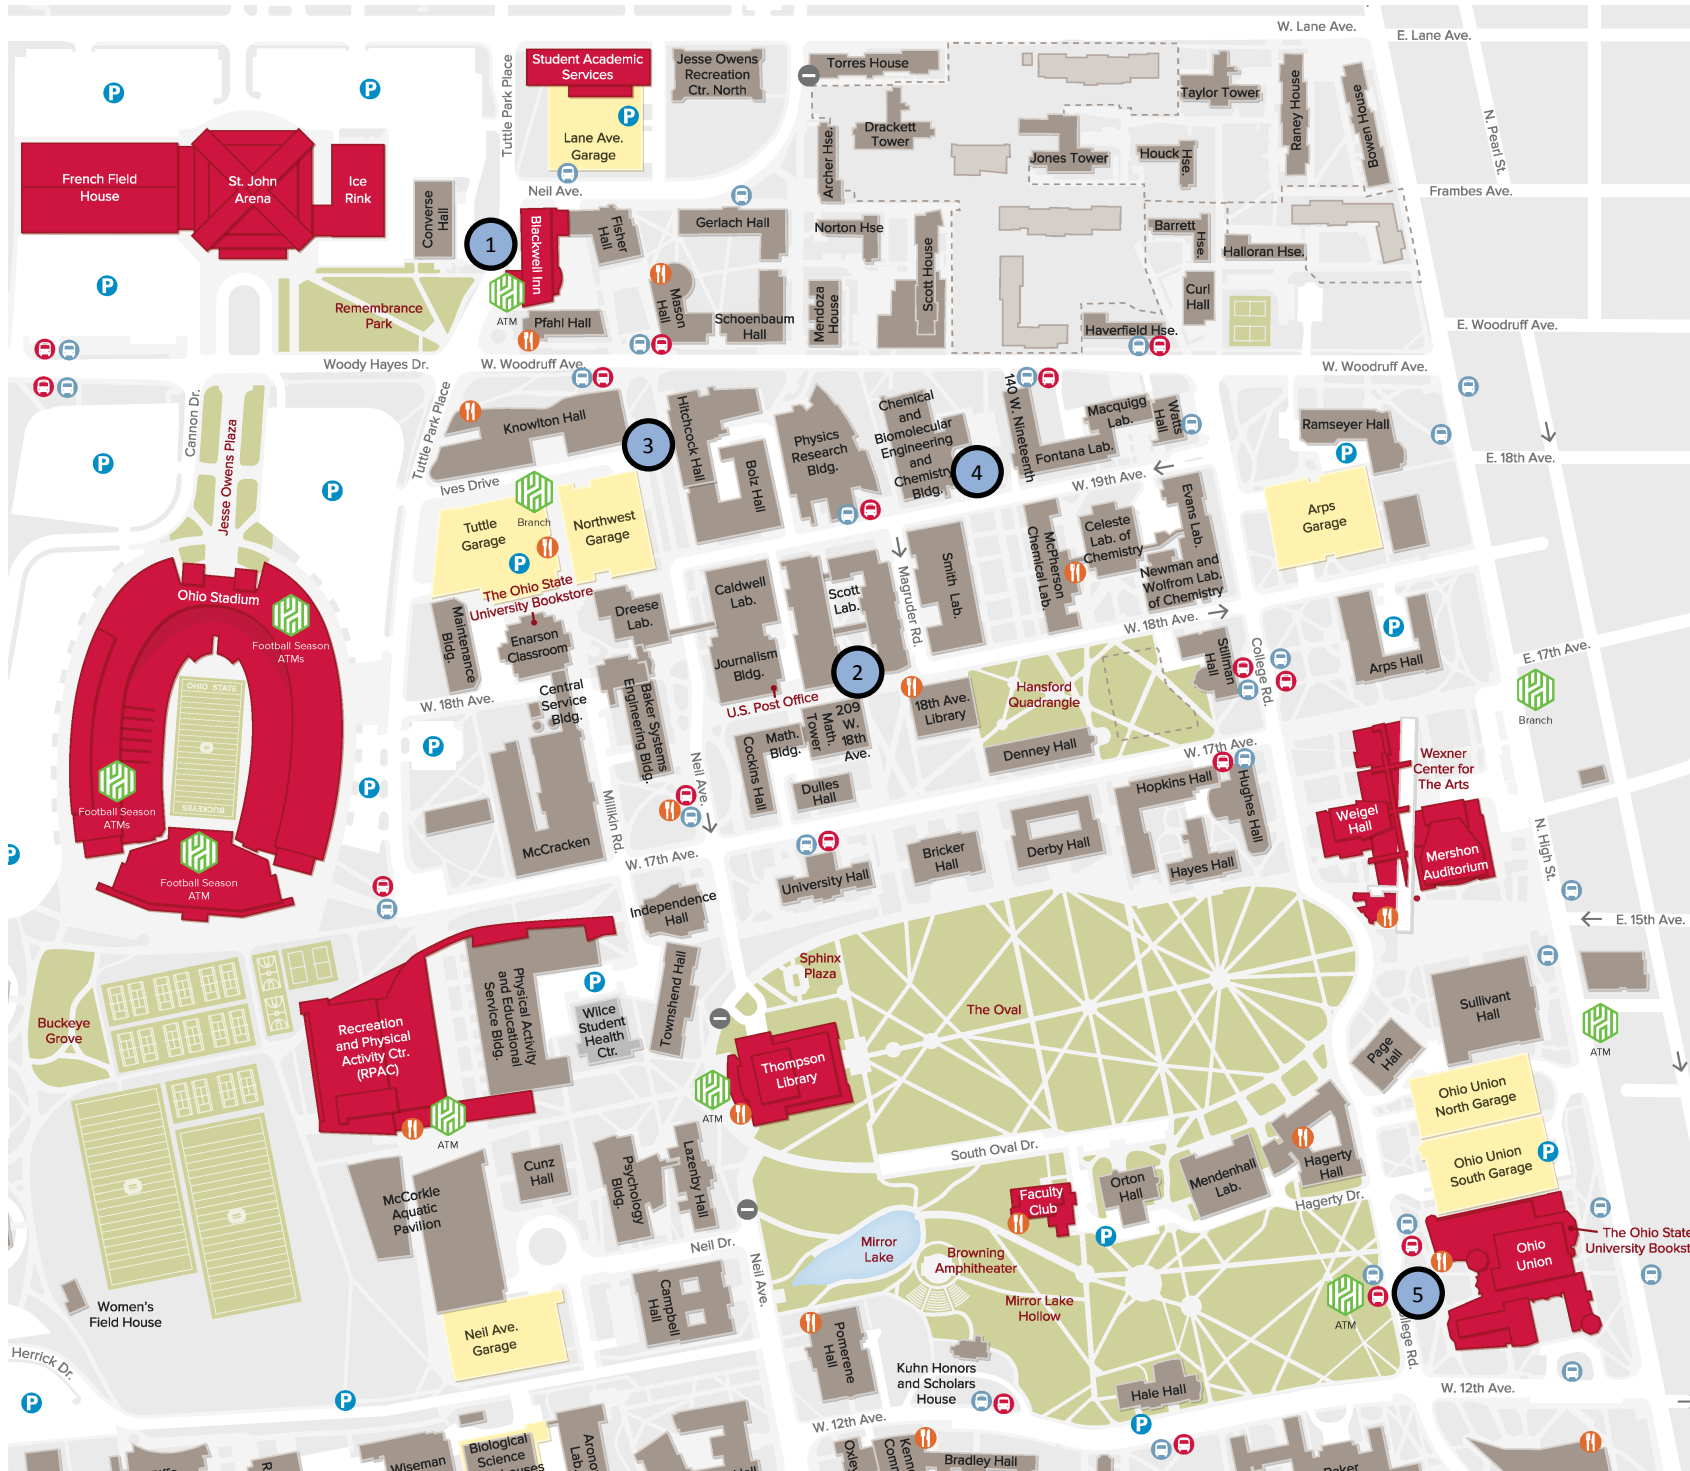 W. Lane Ave.
E. Lane Ave.
Student Academic
Services
Jesse Owens
Recreation
Ctr. North
Torres House
Taylor Tower
Raney House
Bowen House
N. Pearl St.
Tuttle Park Place
Lane Ave.
Garage
Drackett
Tower
Archer Hse.
Jones Tower
Houck
Hse.
French Field
House
St. John
Arena
Ice
Rink
Converse
Hall
Neil Ave.
Frambes Ave.
1
Blackwell Inn
Fisher
Hall
Gerlach Hall
Norton Hse
Scott House
Barrett
Hse.
Halloran Hse.
Mason
Hall
Mendoza
House
Curl
Hall
Remembrance
Park
ATM
Pfahl Hall
Schoenbaum
Hall
Haverfield Hse.
E. Woodruff Ave.
Woody Hayes Dr.
W. Woodruff Ave.
W. Woodruff Ave.
Cannon Dr.
Jesse Owens Plaza
Tuttle Park Place
Knowlton Hall
3
Hitchcock Hall
Bolz Hall
Physics
Research
Bldg.
Chemical
and
Biomolecular
Engineering
and
Chemistry
Bldg.
4
140 W. Nineteenth
Macquigg
Lab.
Watts
Hall
Fontana Lab.
Ramseyer Hall
E. 18th Ave.
W. 19th Ave.
Ives Drive
Branch
Tuttle
Garage
Northwest
Garage
Arps
Garage
Evans Lab.
Celeste
Lab. of
Chemistry
McPherson
Chemical Lab.
Newman and
Wolfrom Lab.
of Chemistry
Smith Lab.
Magruder Rd.
Scott
Lab.
Caldwell
Lab.
Ohio Stadium
Football Season
ATMs
OHIO STATE
BUCKEYES
Football Season
ATMs
Football Season
ATM
The Ohio State
University Bookstore
Maintenance
Bldg.
Enarson
Classroom
Dreese
Lab.
Journalism
Bldg.
U.S. Post Office
2
W. 18th Ave.
W. 18th Ave.
Stillman
Hall
College Rd.
Arps Hall
E. 17th Ave.
Branch
Central
Service
Bldg.
Baker Systems
Engineering Bldg.
18th Ave.
Library
Hansford
Quadrangle
Denney Hall
W. 17th Ave.
Math.
Bldg.
Math.
Tower
209
W.
18th
Ave.
Cockins Hall
Dulles
Hall
Neil Ave.
Millikin Rd.
McCracken
W. 17th Ave.
Hopkins Hall
Hughes Hall
Hayes Hall
Derby Hall
Bricker
Hall
University Hall
Wexner
Center for
The Arts
Weigel
Hall
Mershon
Auditorium
N. High St.
E. 15th Ave.
Independence
Hall
Townshend Hall
Sphinx
Plaza
The Oval
Sullivant
Hall
Page
Hall
ATM
Buckeye
Grove
Recreation
and Physical
Activity Ctr.
(RPAC)
Physical Activity
and Educational
Service Bldg.
Wilce
Student
Health
Ctr.
Thompson
Library
ATM
ATM
Ohio Union
North Garage
Ohio Union
South Garage
South Oval Dr.
Cunz
Hall
Psychology
Bldg.
Lazenby Hall
McCorkle
Aquatic
Pavilion
Faculty
Club
Orton
Hall
Mendenhall
Lab.
Hagerty
Hall
Hagerty Dr.
Mirror
Lake
Browning
Amphitheater
Mirror Lake
Hollow
The Ohio State
University Bookst
Ohio
Union
5
ATM
llege Rd.
Neil Dr.
Neil Ave.
Campbell
Hall
Women's
Field House
Neil Ave.
Garage
Herrick Dr.
Pomerene
Hall
Kuhn Honors
and Scholars
House
Hale Hall
W. 12th Ave.
W. 12th Ave.
Biological
Science
Wiseman
Bradley Hall